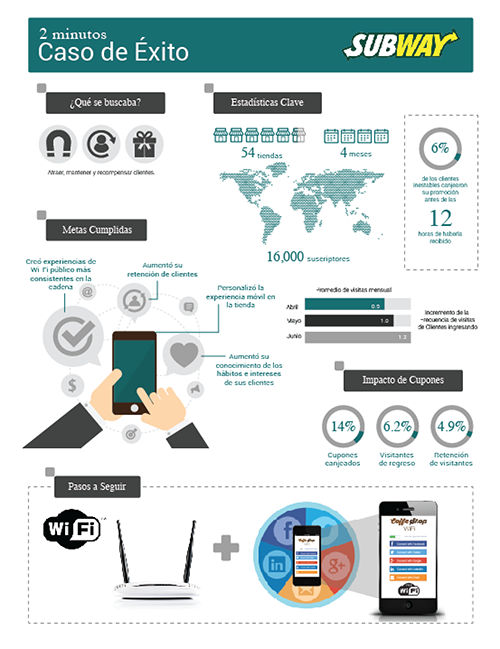 2 minutos
Caso de Éxito
SUBWAY
¿Qué se buscaba?
Atraer, mantener y recompensar clientes.
Estadísticas Clave
54 tiendas
4 meses
16,000 suscriptores
6%
de los clientes
inestables canjearon
su promoción
antes de las
12
horas de haberla
recibido
Metas Cumplidas
Creó experiencias de
Wi Fi público más
consistentes en la
cadena
Aumentó su
retención de clientes
Personalizó la
experiencia móvil en
la tienda
Aumentó su
conocimiento de los
hábitos e intereses
de sus clientes
Promedio de visitas mensual
Abril
Mayo
1.0
Junio
Incremento de la
frecuencia de visitas
de Clientes ingresando
Impacto de Cupones
14%
Cupones
canjeados
6.2%
Visitantes
de regreso
4.9%
Retención
de visitantes
Pasos a Seguir
Wi Fi
Coffe Shop
WiFi
Wi Fi